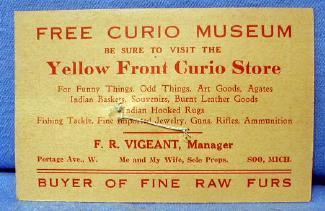 FREE CURIO MUSEUM
BE SURE TO VISIT THE
Yellow Front Curio Store
For Funny Things, Odd Things, Art Goods, Agates
Indian Baskets, Souvenirs, Burnt Leather Goods
Indian Hooked Rugs
Fishing Tackle, Fine Imported Jewelry, Guns, Rifles, Ammunition
F. R. VIGEANT, Manager
Portage Ave., W. Me and My Wife, Sole Props. SOO, MICH.
BUYER OF FINE RAW FURS